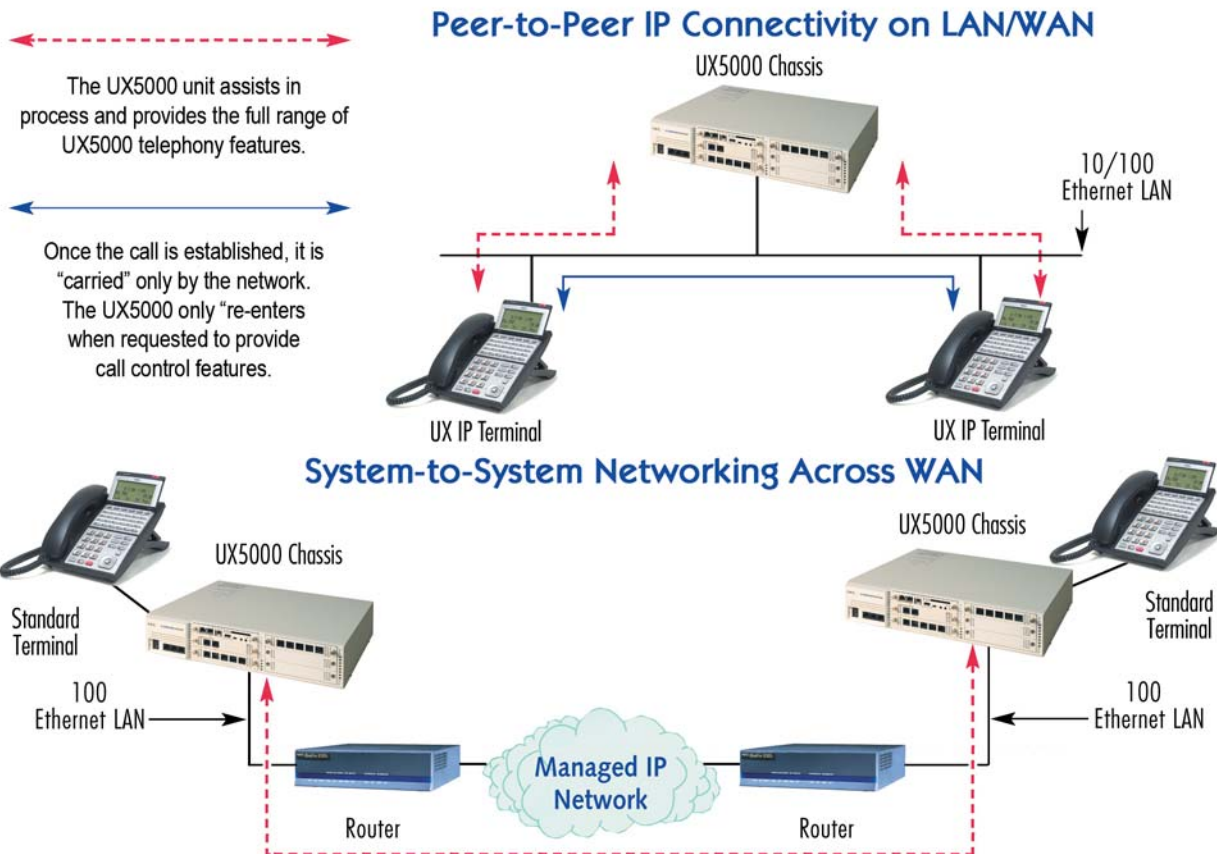 Peer-to-Peer IP Connectivity on LAN/WAN
The UX5000 unit assists in
process and provides the full range of
UX5000 telephony features.
Once the call is established, it is
“carried” only by the network.
The UX5000 only “re-enters
when requested to provide
call control features.
UX5000 Chassis
10/100
Ethernet LAN
UX IP Terminal
UX IP Terminal
System-to-System Networking Across WAN
UX5000 Chassis
Standard
Terminal
100
Ethernet LAN
Router
Managed IP
Network
Router
UX5000 Chassis
Standard
Terminal
100
Ethernet LAN